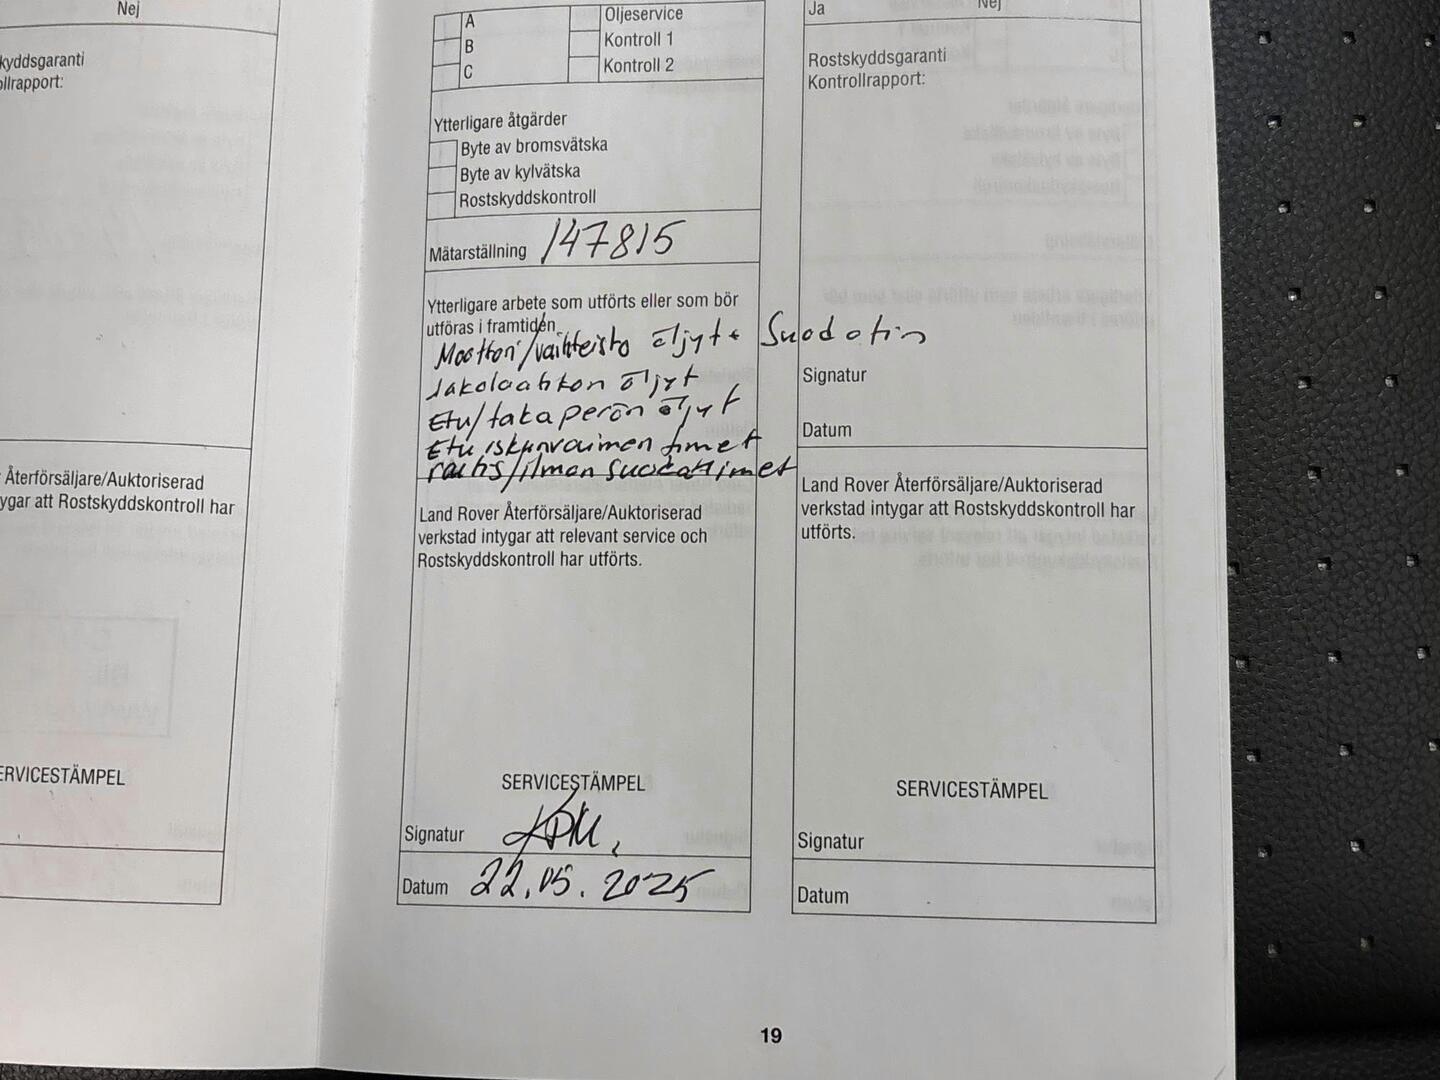 Nej
kyddsgaranti
ollrapport:
Återförsäljare/Auktoriserad
ygar att Rostskyddskontroll har
ERVICESTÄMPEL
A
B
C
Oljeservice
Kontroll 1
Kontroll 2
Ytterligare åtgärder
Byte av bromsvätska
Byte av kylvätska
Rostskyddskontroll
Mätarställning 147815
Ytterligare arbete som utförts eller som bör
utföras i framtiden
Moottori/vaihteisto öljyt + Suodatin
Jakolaatikon öljyt
Etu/taka perän öljyt
Etu iskunvaimentimet
raitis/ilman suodattimet
Land Rover Återförsäljare/Auktoriserad
verkstad intygar att relevant service och
Rostskyddskontroll har utförts.
SERVICESTÄMPEL
Signatur
Datum 22.05.2025
Ja
Nej
Rostskyddsgaranti
Kontrollrapport:
Signatur
Datum
Land Rover Återförsäljare/Auktoriserad
verkstad intygar att Rostskyddskontroll har
utförts.
SERVICESTÄMPEL
Signatur
Datum
19